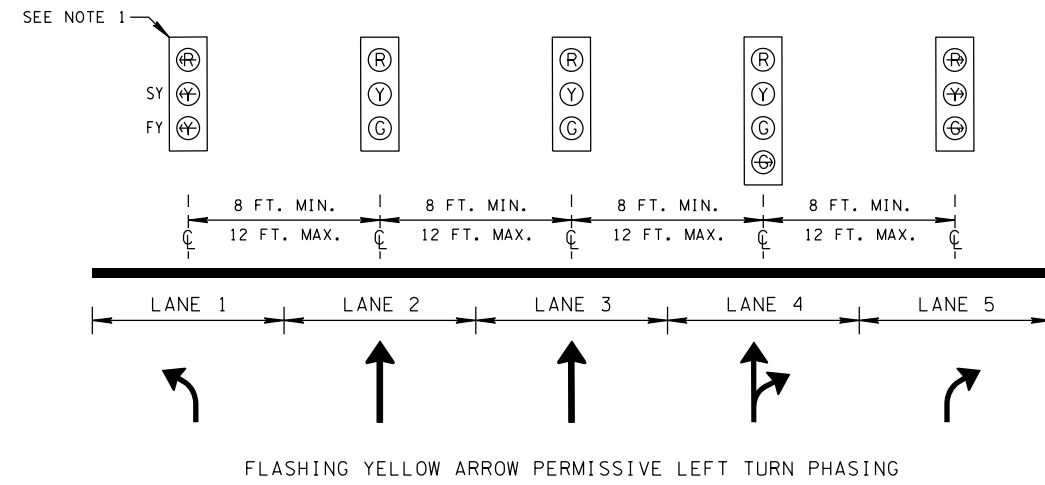 SEE NOTE 1
R R R R R
SY Y Y Y Y Y
FY Y G G G G
G
8 FT. MIN. 8 FT. MIN. 8 FT. MIN. 8 FT. MIN.
12 FT. MAX. 12 FT. MAX. 12 FT. MAX. 12 FT. MAX.
LANE 1 LANE 2 LANE 3 LANE 4 LANE 5
FLASHING YELLOW ARROW PERMISSIVE LEFT TURN PHASING